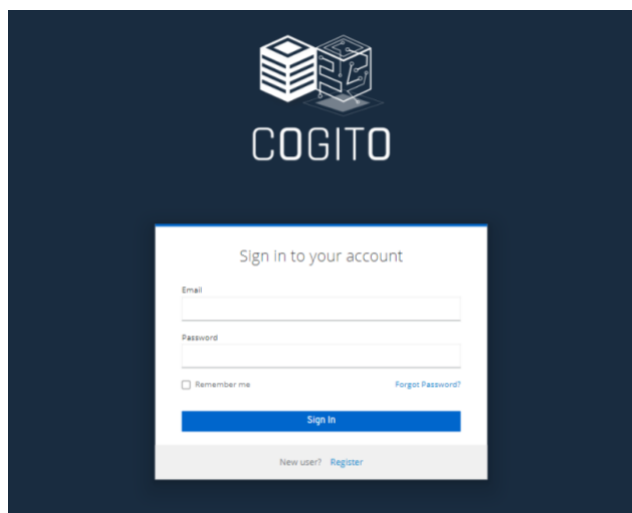 COGITO
Sign in to your account
Email
Password
Remember me Forgot Password?
Sign In
New user? Register